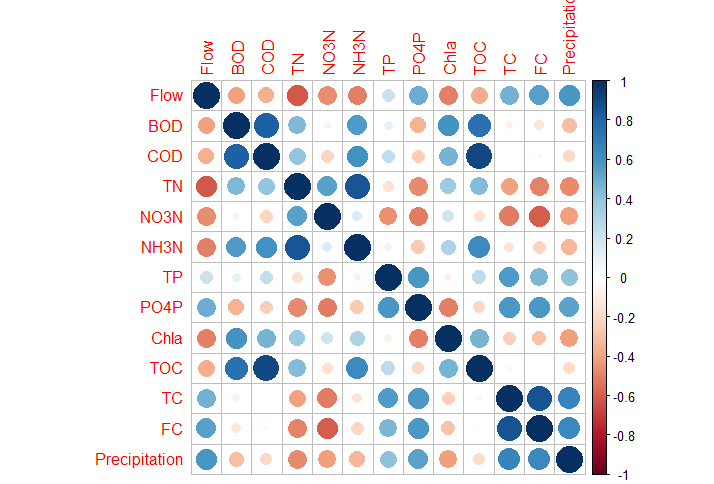 Flow BOD COD TN NO3N NH3N TP PO4P Chla TOC TC FC Precipitation
Flow
BOD
COD
TN
NO3N
NH3N
TP
PO4P
Chla
TOC
TC
FC
Precipitation
1
0.8
0.6
0.4
0.2
0
-0.2
-0.4
-0.6
-0.8
-1